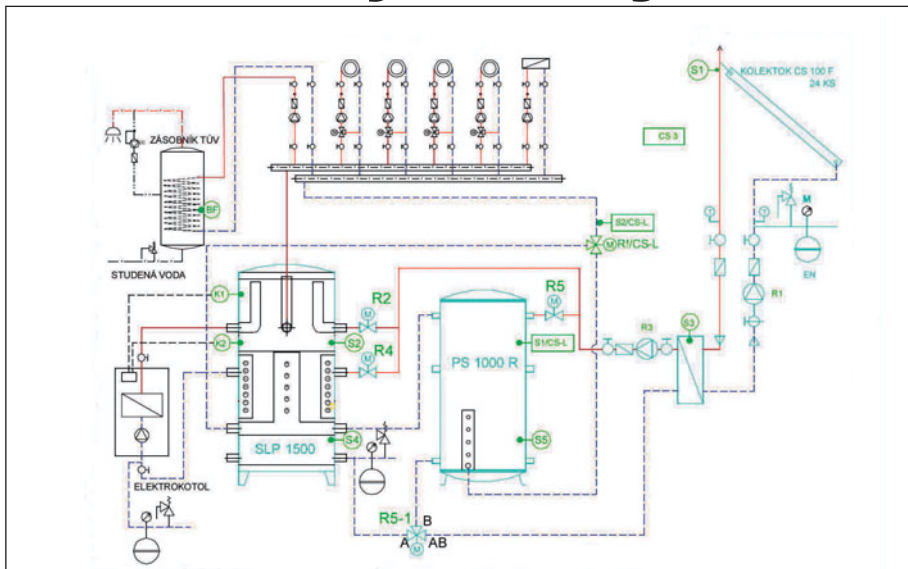 S1
KOLEKTOK CS 100 F
24 KS
CS 3
ZÁSOBNÍK TÚV
BF
S2/CS-L
M
R1/CS-L
T
T
M
EN
STUDENÁ VODA
K1
R2
M
R5
M
R1
K2
S2
S1/CS-L
R3
S3
R4
M
PS 1000 R
SLP 1500
S4
S5
ELEKTROKOTOL
R5-1
B
A
AB
M